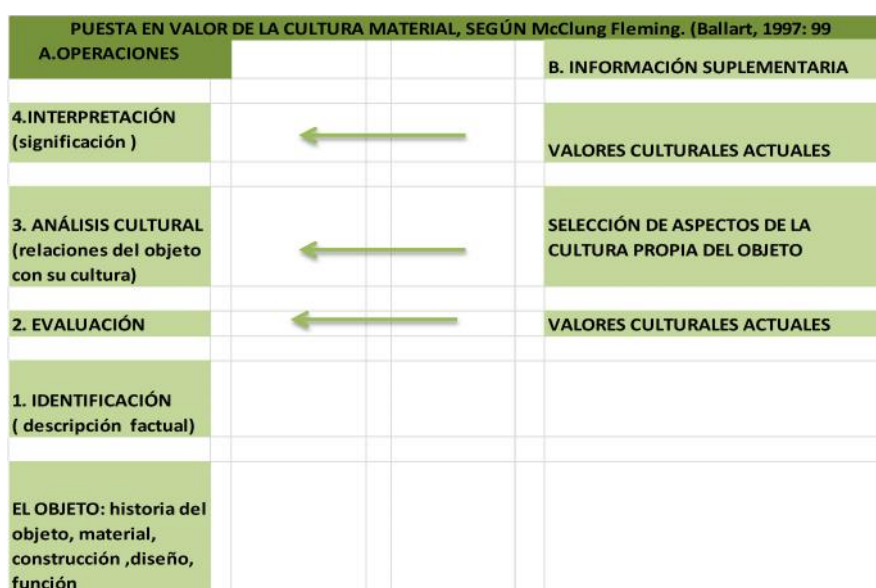 PUESTA EN VALOR DE LA CULTURA MATERIAL, SEGÚN McClung Fleming. (Ballart, 1997: 99
A.OPERACIONES
B. INFORMACIÓN SUPLEMENTARIA
4.INTERPRETACIÓN
(significación )
VALORES CULTURALES ACTUALES
3. ANÁLISIS CULTURAL
(relaciones del objeto
con su cultura)
SELECCIÓN DE ASPECTOS DE LA
CULTURA PROPIA DEL OBJETO
2. EVALUACIÓN
VALORES CULTURALES ACTUALES
1. IDENTIFICACIÓN
( descripción factual)
EL OBJETO: historia del
objeto, material,
construcción ,diseño,
función